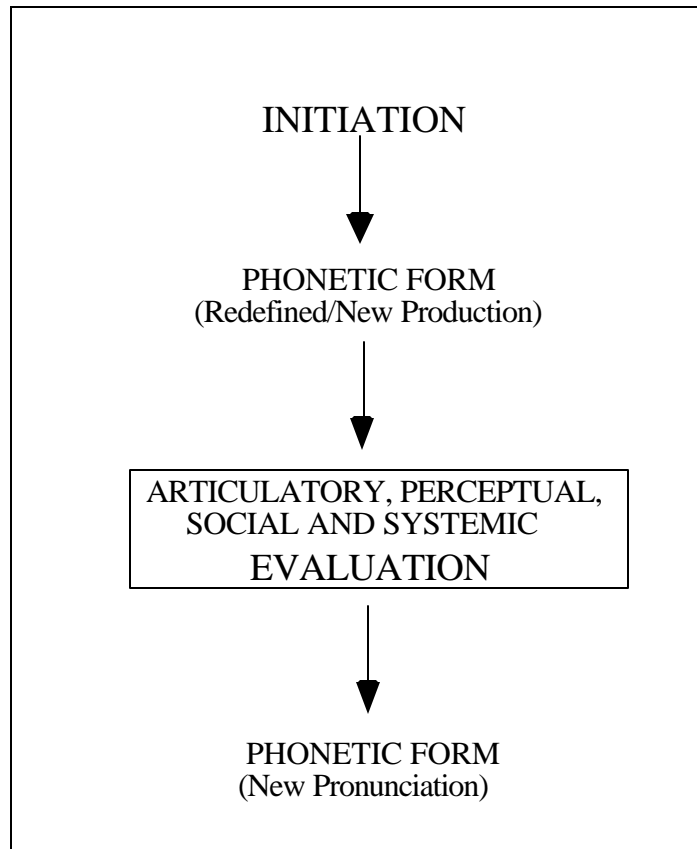 INITIATION
PHONETIC FORM
(Redefined/New Production)
ARTICULATORY, PERCEPTUAL,
SOCIAL AND SYSTEMIC
EVALUATION
PHONETIC FORM
(New Pronunciation)